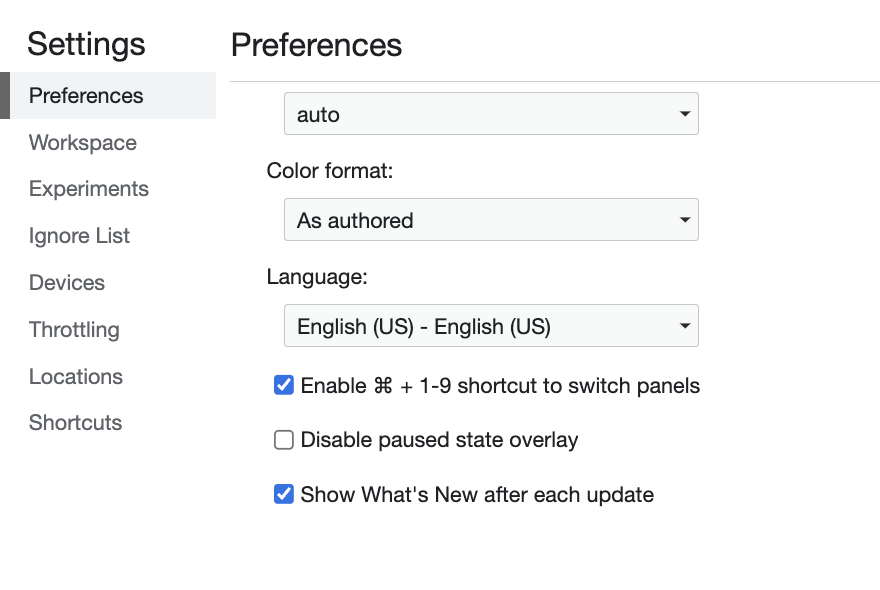 Settings
Preferences
Workspace
Experiments
Ignore List
Devices
Throttling
Locations
Shortcuts
Preferences
auto
Color format:
As authored
Language:
English (US) - English (US)
Enable ⌘ + 1-9 shortcut to switch panels
Disable paused state overlay
Show What's New after each update